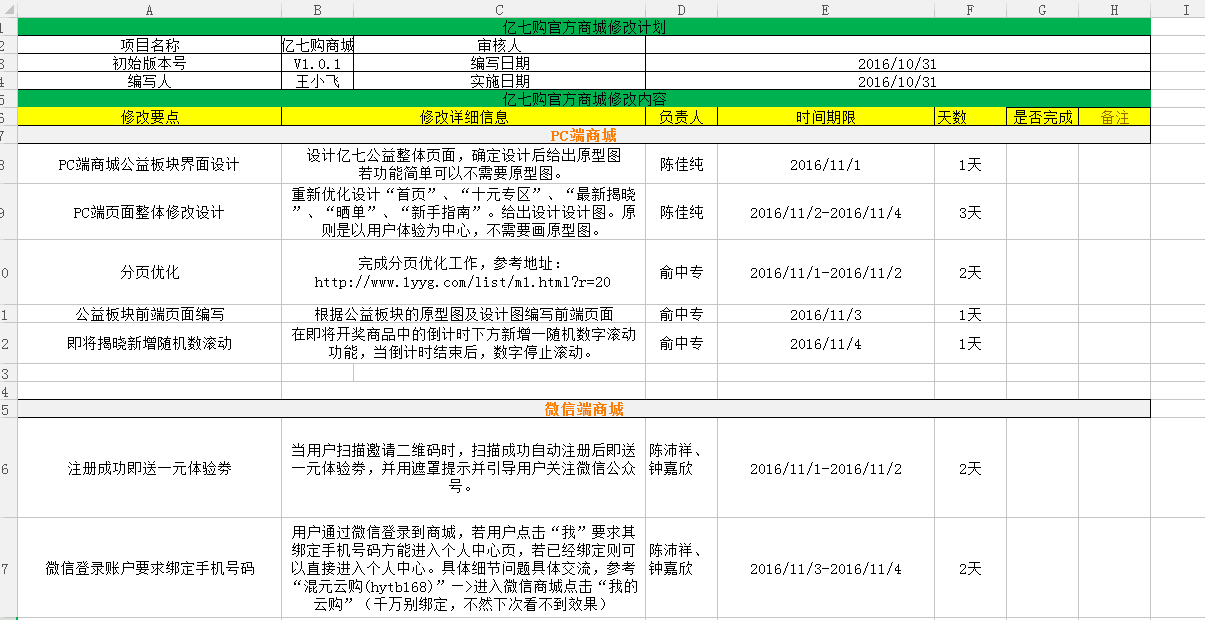 A B C D E F G H I
1 亿七购官方商城修改计划
2 项目名称 亿七购商城 审核人
3 初始版本号 V1.0.1 编写日期 2016/10/31
4 编写人 王小飞 实施日期 2016/10/31
5 亿七购官方商城修改内容
6 修改要点 修改详细信息 负责人 时间期限 天数 是否完成 备注
7 PC端商城
8 PC端商城公益板块界面设计 设计亿七公益整体页面，确定设计后给出原型图 陈佳纯 2016/11/1 1天
若功能简单可以不需要原型图。
重新优化设计“首页”、“十元专区”、“最新揭晓
9 PC端页面整体修改设计 ”、“晒单”、“新手指南”。给出设计设计图。原 陈佳纯 2016/11/2-2016/11/4 3天
则是以用户体验为中心，不需要画原型图。
完成分页优化工作，参考地址：
0 分页优化 http://www.1yyg.com/list/m1.html?r=20 俞中专 2016/11/1-2016/11/2 2天
1 公益板块前端页面编写 根据公益板块的原型图及设计图编写前端页面 俞中专 2016/11/3 1天
在即将开奖商品中的倒计时下方新增一随机数字滚动
2 即将揭晓新增随机数滚动 功能，当倒计时结束后，数字停止滚动。 俞中专 2016/11/4 1天
3
4
5 微信端商城
当用户扫描邀请二维码时，扫描成功自动注册后即送 陈沛祥、
6 注册成功即送一元体验券 一元体验券，并用遮罩提示并引导用户关注微信公众 钟嘉欣 2016/11/1-2016/11/2 2天
号。
用户通过微信登录到商城，若用户点击“我”要求其
绑定手机号码方能进入个人中心页，若已经绑定则可 陈沛祥、
7 微信登录账户要求绑定手机号码 以直接进入个人中心。具体细节问题具体交流，参考 钟嘉欣 2016/11/3-2016/11/4 2天
“混元云购(hytb168)”—>进入微信商城点击“我的
云购”（千万别绑定，不然下次看不到效果）